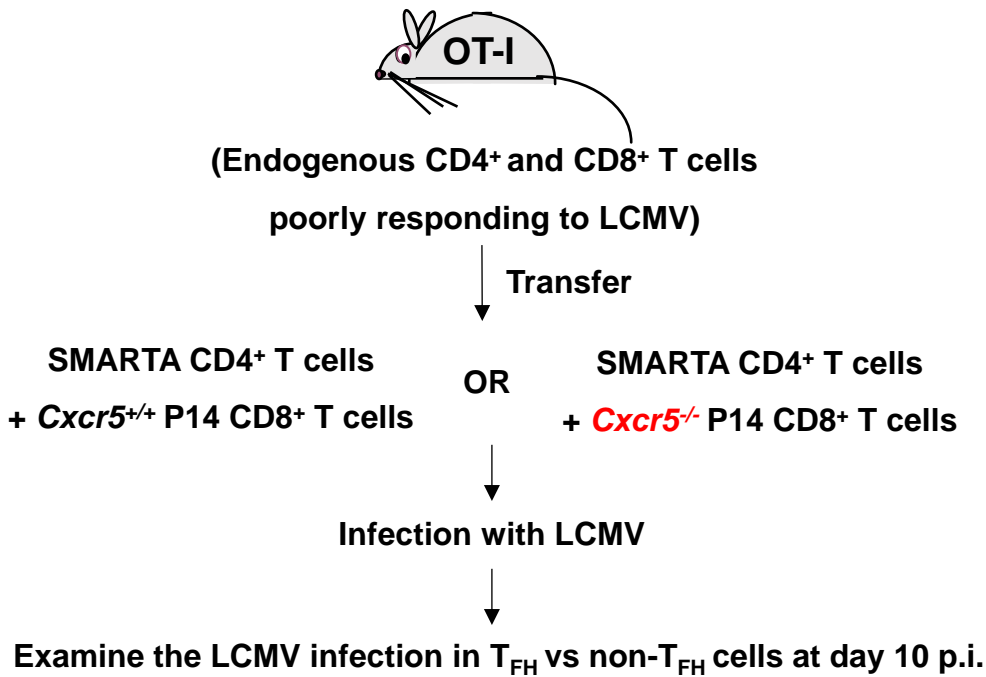 OT-I
(Endogenous CD4⁺ and CD8⁺ T cells
poorly responding to LCMV)
Transfer
SMARTA CD4⁺ T cells
+ Cxcr5⁺/⁺ P14 CD8⁺ T cells
OR
SMARTA CD4⁺ T cells
+ Cxcr5⁻/⁻ P14 CD8⁺ T cells
Infection with LCMV
Examine the LCMV infection in T_FH vs non-T_FH cells at day 10 p.i.